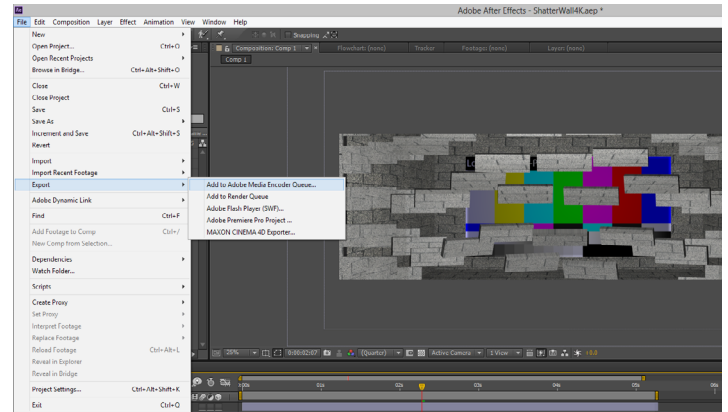 Adobe After Effects - ShatterWall4K.aep *
File Edit Composition Layer Effect Animation View Window Help
New
Open Project... Ctrl+O
Open Recent Projects
Browse in Bridge... Ctrl+Alt+Shift+O
Close Ctrl+W
Close Project
Save Ctrl+S
Save As
Increment and Save Ctrl+Alt+Shift+S
Revert
Import
Import Recent Footage
Export
Adobe Dynamic Link
Find Ctrl+F
Add Footage to Comp Ctrl+/
New Comp from Selection...
Dependencies
Watch Folder...
Scripts
Create Proxy
Set Proxy
Interpret Footage
Replace Footage
Reload Footage Ctrl+Alt+L
Reveal in Explorer
Reveal in Bridge
Project Settings... Ctrl+Alt+Shift+K
Exit Ctrl+Q
Add to Adobe Media Encoder Queue...
Add to Render Queue
Adobe Flash Player (SWF)...
Adobe Premiere Pro Project ...
MAXON CINEMA 4D Exporter...
Snapping
Composition: Comp 1 Flowchart: (none) Tracker Footage: (none) Layer: (none)
Comp 1
25% 0:00:02:07 (Quarter) Active Camera 1 View +0.0
01s 02s 03s 04s 05s 06s